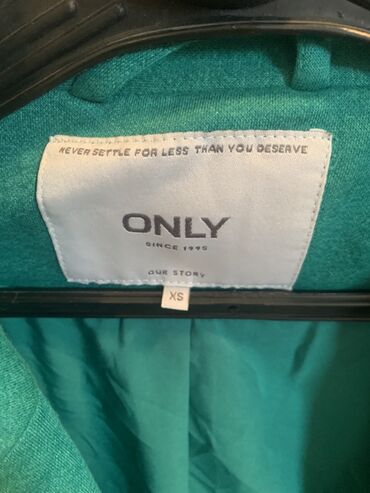 NEVER SETTLE FOR LESS THAN YOU DESERVE
ONLY
SINCE 1995
OUR STORY
XS